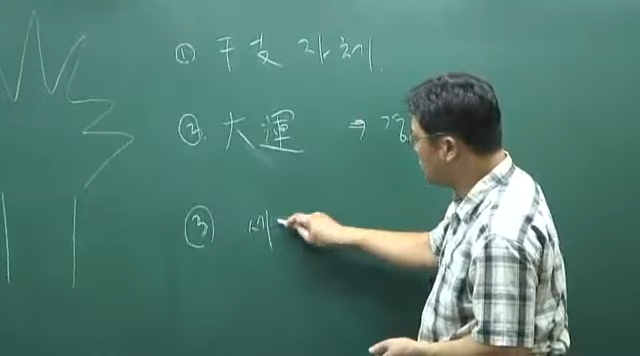 ① 干支 자체
② 大運 ⇒
③